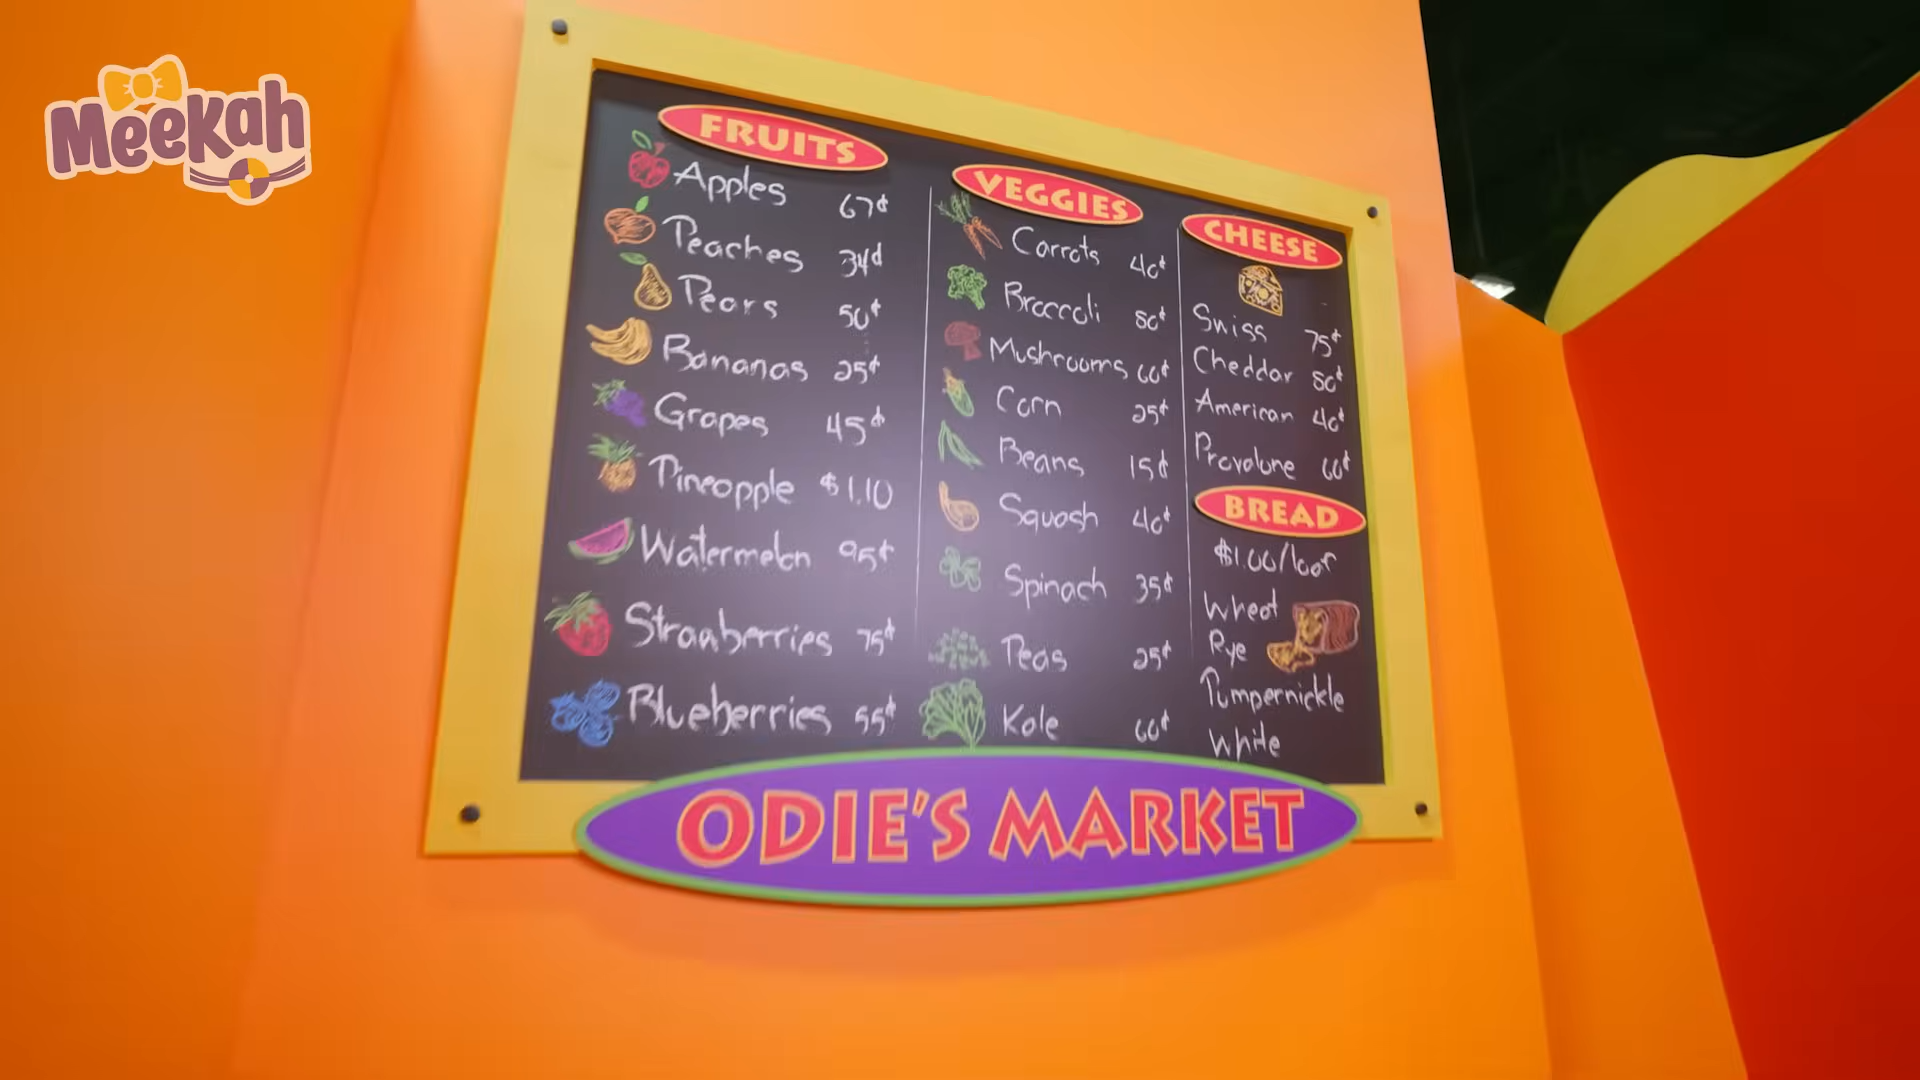 Meekah
FRUITS
Apples 67¢
Peaches 34¢
Pears 50¢
Bananas 25¢
Grapes 45¢
Pineapple $1.10
Watermelon 95¢
Strawberries 75¢
Blueberries 55¢
VEGGIES
Carrots 40¢
Broccoli 50¢
Mushrooms 60¢
Corn 25¢
Beans 15¢
Squash 40¢
Spinach 35¢
Peas 25¢
Kale 60¢
CHEESE
Swiss 75¢
Cheddar 50¢
American 40¢
Provolone 60¢
BREAD
$1.00/loaf
Wheat
Rye
Pumpernickle
White
ODIE'S MARKET